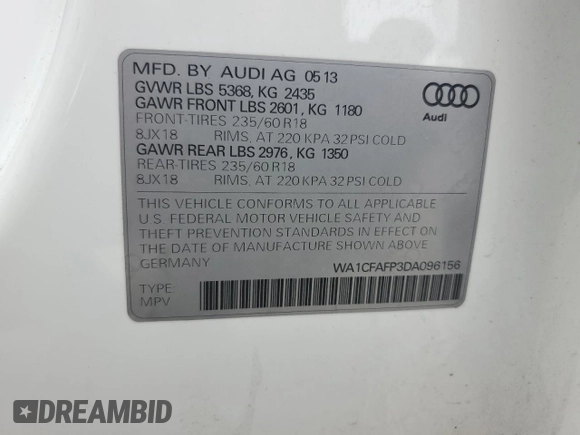 MFD. BY AUDI AG 05 13
GVWR LBS 5368, KG 2435
GAWR FRONT LBS 2601, KG 1180
FRONT-TIRES 235/60 R18
8JX18 RIMS, AT 220 KPA 32 PSI COLD
GAWR REAR LBS 2976, KG 1350
REAR-TIRES 235/60 R18
8JX18 RIMS, AT 220 KPA 32 PSI COLD
Audi
THIS VEHICLE CONFORMS TO ALL APPLICABLE
U.S. FEDERAL MOTOR VEHICLE SAFETY AND
THEFT PREVENTION STANDARDS IN EFFECT ON
THE DATE OF MANUFACTURE SHOWN ABOVE
GERMANY WA1CFAFP3DA096156
TYPE
MPV
DREAMBID